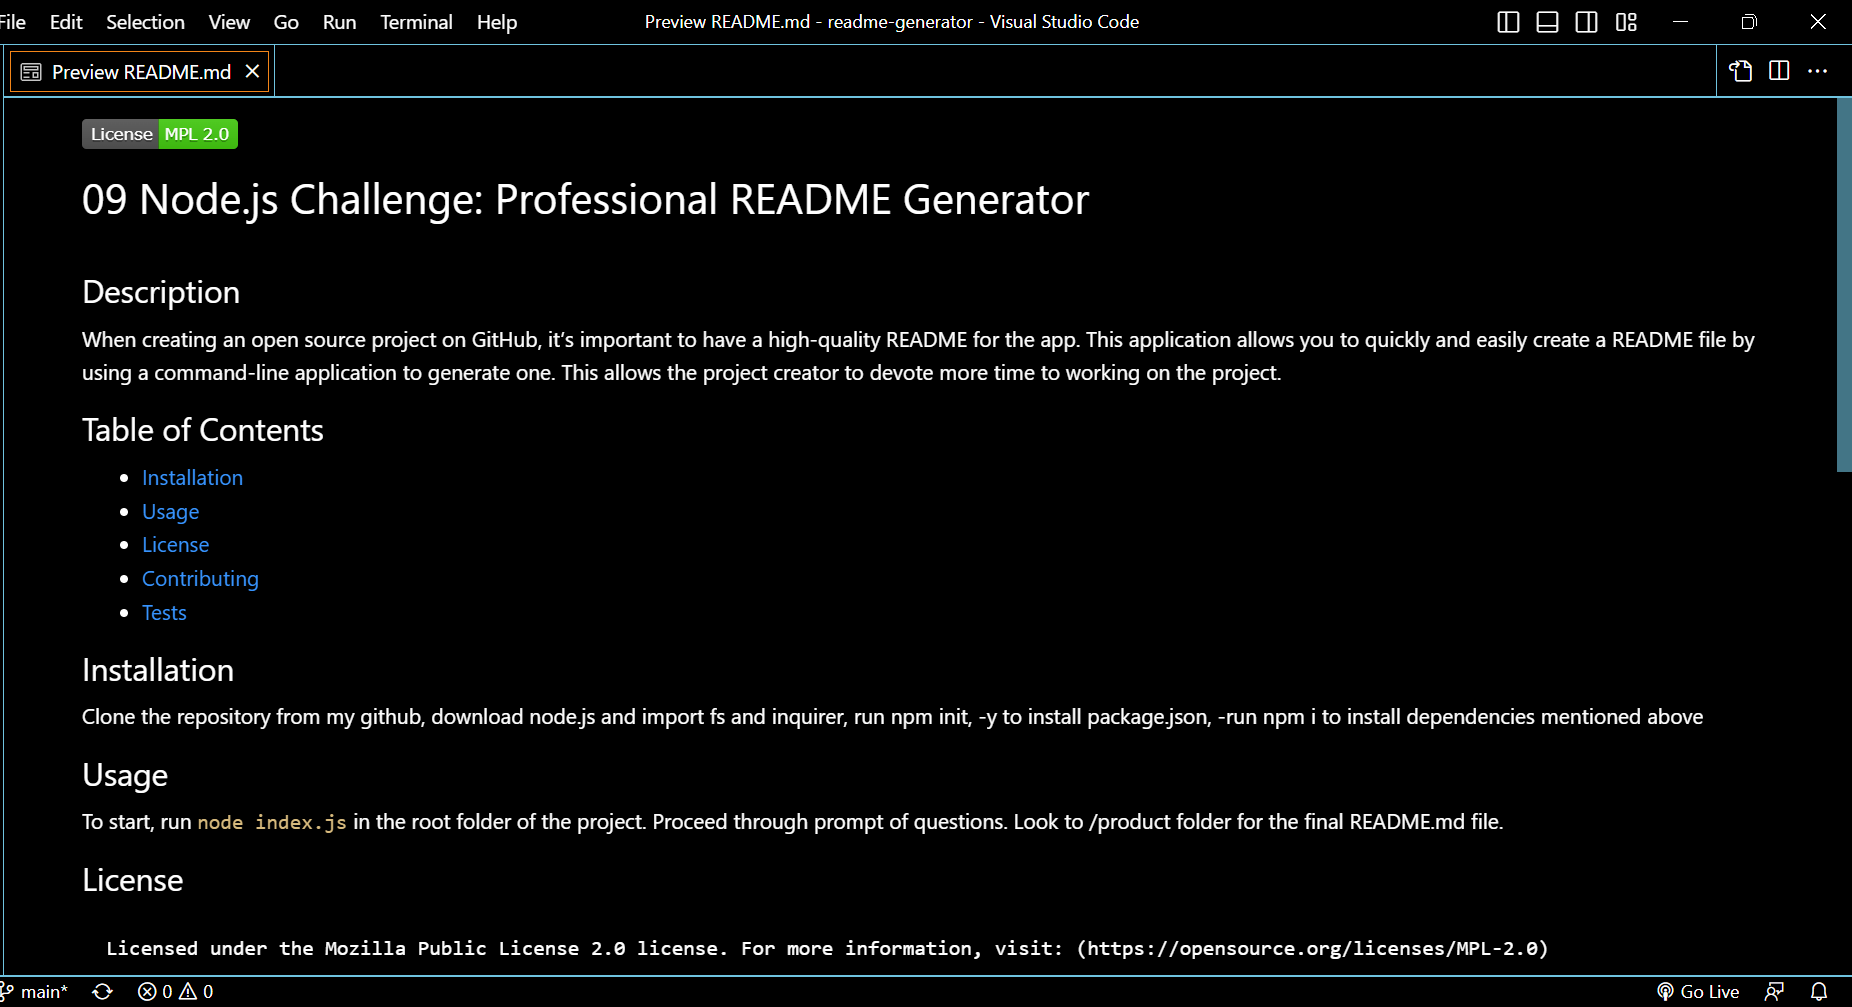 File Edit Selection View Go Run Terminal Help Preview README.md - readme-generator - Visual Studio Code
Preview README.md
License MPL 2.0
09 Node.js Challenge: Professional README Generator
Description
When creating an open source project on GitHub, it’s important to have a high-quality README for the app. This application allows you to quickly and easily create a README file by
using a command-line application to generate one. This allows the project creator to devote more time to working on the project.
Table of Contents
Installation
Usage
License
Contributing
Tests
Installation
Clone the repository from my github, download node.js and import fs and inquirer, run npm init, -y to install package.json, -run npm i to install dependencies mentioned above
Usage
To start, run node index.js in the root folder of the project. Proceed through prompt of questions. Look to /product folder for the final README.md file.
License
Licensed under the Mozilla Public License 2.0 license. For more information, visit: (https://opensource.org/licenses/MPL-2.0)
main* 0 0 Go Live